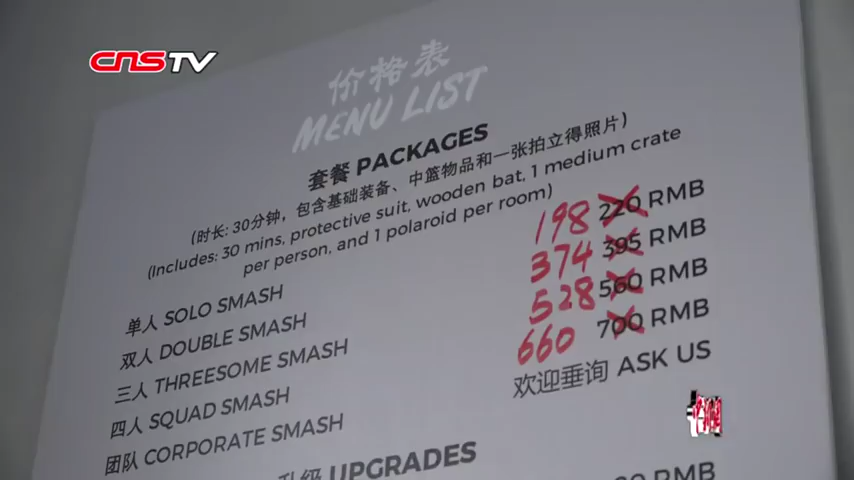 CNSTV
价格表
MENU LIST
套餐 PACKAGES
(时长: 30分钟，包含基础装备、中篮物品和一张拍立得照片)
(Includes: 30 mins, protective suit, wooden bat, 1 medium crate
per person, and 1 polaroid per room)
单人 SOLO SMASH 198 220 RMB
双人 DOUBLE SMASH 374 395 RMB
三人 THREESOME SMASH 528 560 RMB
四人 SQUAD SMASH 660 700 RMB
团队 CORPORATE SMASH 欢迎垂询 ASK US
升级 UPGRADES
RMB